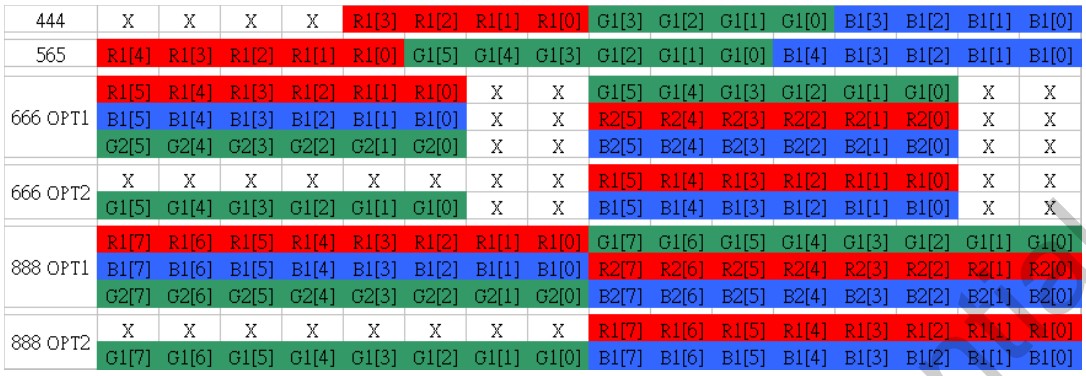 444 X X X X R1[3] R1[2] R1[1] R1[0] G1[3] G1[2] G1[1] G1[0] B1[3] B1[2] B1[1] B1[0]
565 R1[4] R1[3] R1[2] R1[1] R1[0] G1[5] G1[4] G1[3] G1[2] G1[1] G1[0] B1[4] B1[3] B1[2] B1[1] B1[0]
R1[5] R1[4] R1[3] R1[2] R1[1] R1[0] X X G1[5] G1[4] G1[3] G1[2] G1[1] G1[0] X X
666 OPT1 B1[5] B1[4] B1[3] B1[2] B1[1] B1[0] X X R2[5] R2[4] R2[3] R2[2] R2[1] R2[0] X X
G2[5] G2[4] G2[3] G2[2] G2[1] G2[0] X X B2[5] B2[4] B2[3] B2[2] B2[1] B2[0] X X
666 OPT2 X X X X X X X X R1[5] R1[4] R1[3] R1[2] R1[1] R1[0] X X
G1[5] G1[4] G1[3] G1[2] G1[1] G1[0] X X B1[5] B1[4] B1[3] B1[2] B1[1] B1[0] X X
R1[7] R1[6] R1[5] R1[4] R1[3] R1[2] R1[1] R1[0] G1[7] G1[6] G1[5] G1[4] G1[3] G1[2] G1[1] G1[0]
888 OPT1 B1[7] B1[6] B1[5] B1[4] B1[3] B1[2] B1[1] B1[0] R2[7] R2[6] R2[5] R2[4] R2[3] R2[2] R2[1] R2[0]
G2[7] G2[6] G2[5] G2[4] G2[3] G2[2] G2[1] G2[0] B2[7] B2[6] B2[5] B2[4] B2[3] B2[2] B2[1] B2[0]
888 OPT2 X X X X X X X X R1[7] R1[6] R1[5] R1[4] R1[3] R1[2] R1[1] R1[0]
G1[7] G1[6] G1[5] G1[4] G1[3] G1[2] G1[1] G1[0] B1[7] B1[6] B1[5] B1[4] B1[3] B1[2] B1[1] B1[0]